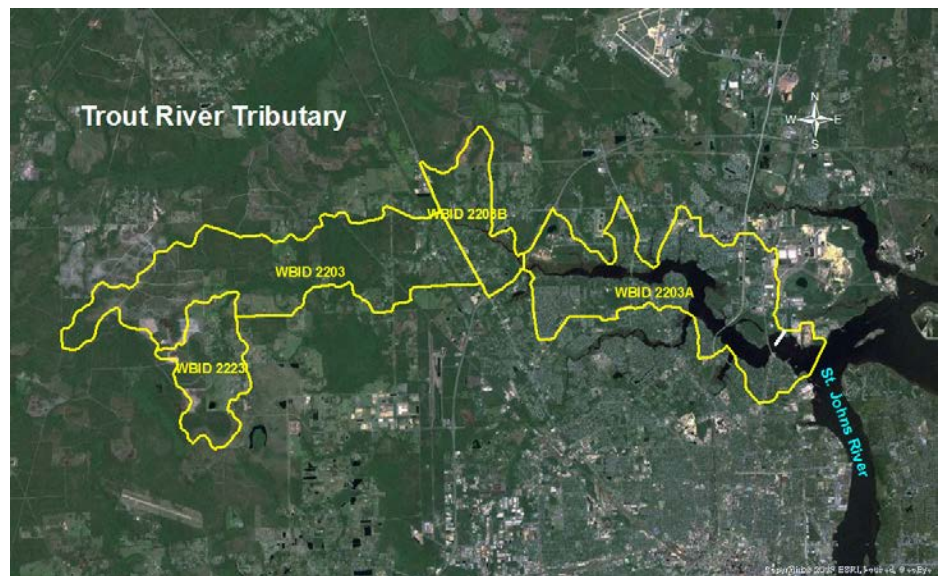 Trout River Tributary
N
W E
S
WBID 2203B
WBID 2203
WBID 2203A
WBID 2223
St. Johns River